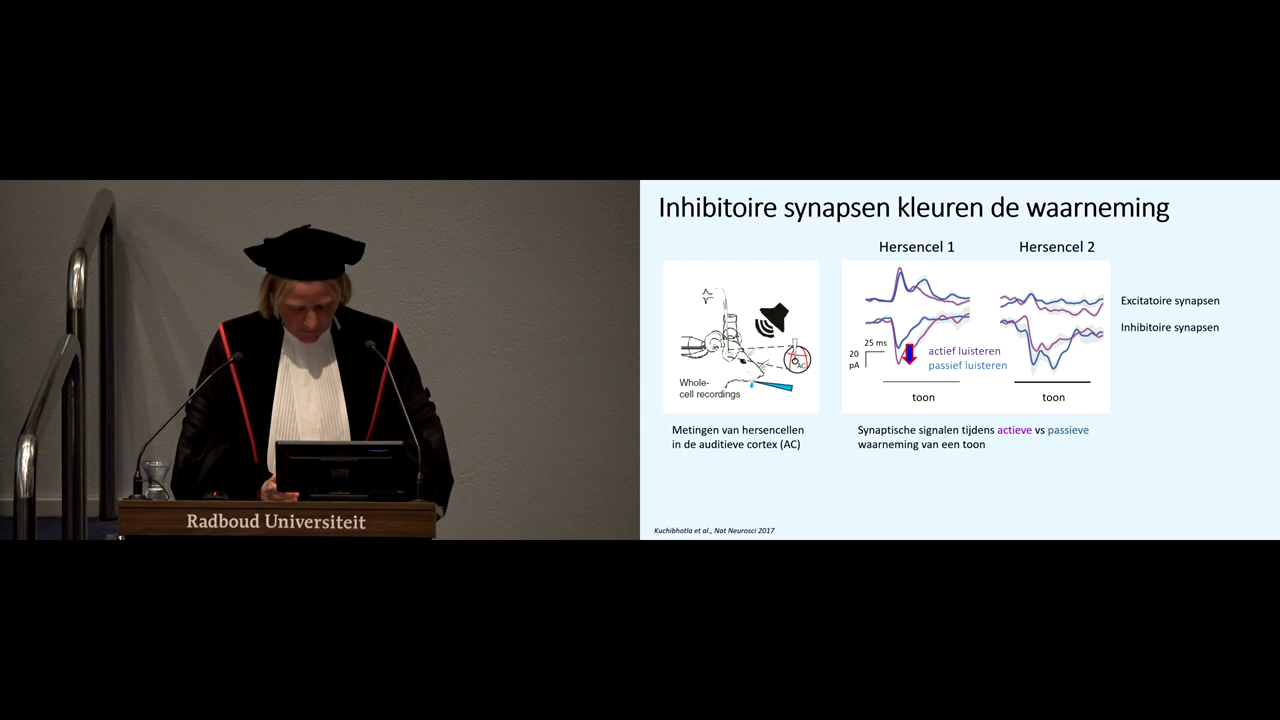 Radboud Universiteit
Inhibitoire synapsen kleuren de waarneming
Hersencel 1
Hersencel 2
Excitatoire synapsen
Inhibitoire synapsen
AC
Whole-
cell recordings
25 ms
20
pA
actief luisteren
passief luisteren
toon
toon
Metingen van hersencellen
in de auditieve cortex (AC)
Synaptische signalen tijdens actieve vs passieve
waarneming van een toon
Kuchibhotla et al., Nat Neurosci 2017